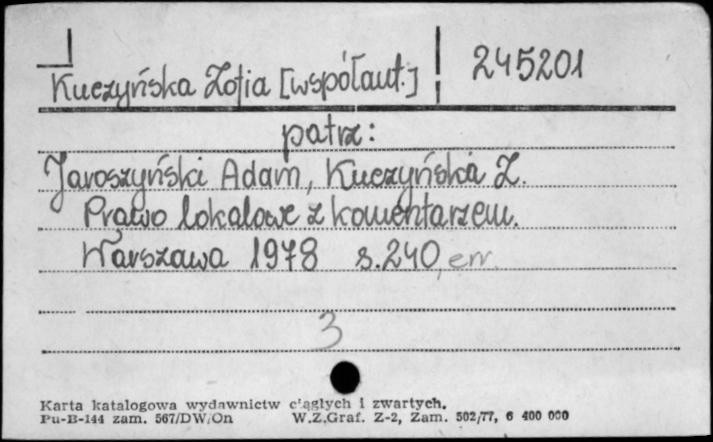 Kuczyńska Zofia [współaut.] 245201
patrz:
Jaroszyński Adam, Kuczyńska Z.
Prawo lokalowe z komentarzem.
Warszawa 1978 s.240, err.
3
Karta katalogowa wydawnictw ciągłych i zwartych.
Pu-B-144 zam. 567/DW/On W.Z.Graf. Z-2, Zam. 502/77, 6 400 000